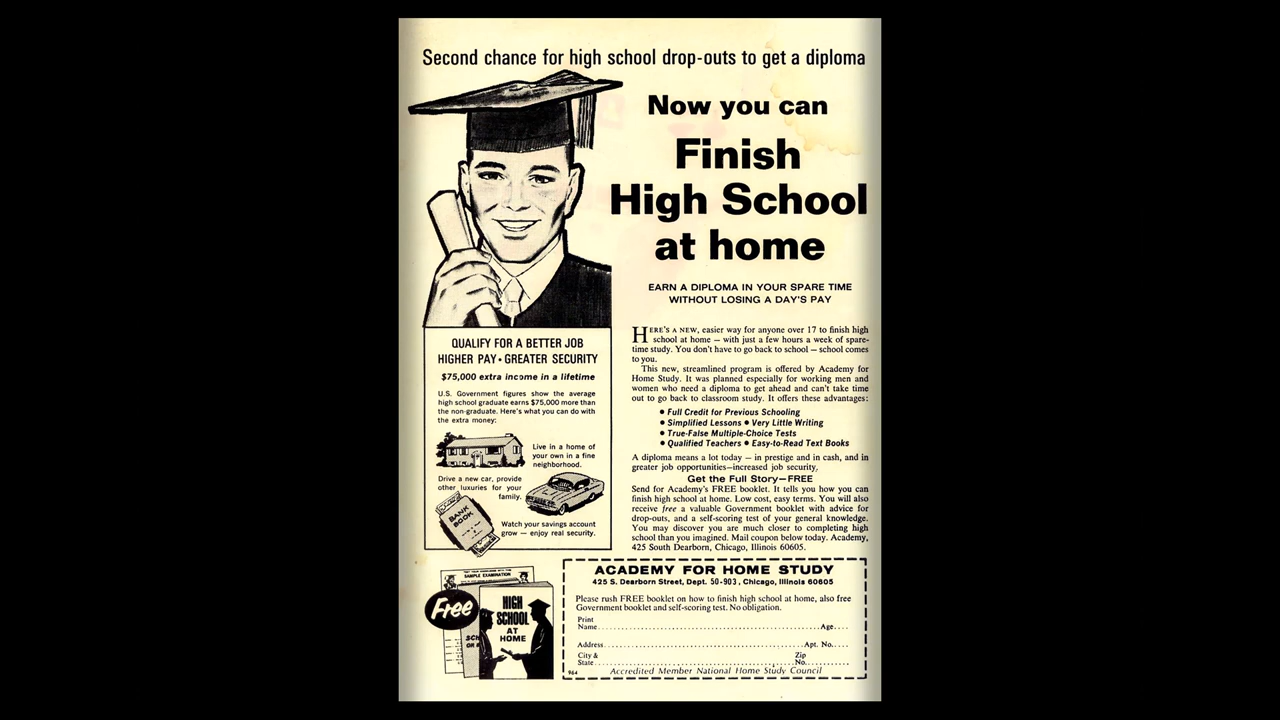 Second chance for high school drop-outs to get a diploma
Now you can
Finish
High School
at home
EARN A DIPLOMA IN YOUR SPARE TIME
WITHOUT LOSING A DAY'S PAY
HERE'S A NEW, easier way for anyone over 17 to finish high
school at home — with just a few hours a week of spare-
time study. You don't have to go back to school — school comes
to you.
This new, streamlined program is offered by Academy for
Home Study. It was planned especially for working men and
women who need a diploma to get ahead and can't take time
out to go back to classroom study. It offers these advantages:
● Full Credit for Previous Schooling
● Simplified Lessons ● Very Little Writing
● True-False Multiple-Choice Tests
● Qualified Teachers ● Easy-to-Read Text Books
A diploma means a lot today — in prestige and in cash, and in
greater job opportunities—increased job security.
Get the Full Story—FREE
Send for Academy's FREE booklet. It tells you how you can
finish high school at home. Low cost, easy terms. You will also
receive free a valuable Government booklet with advice for
drop-outs, and a self-scoring test of your general knowledge.
You may discover you are much closer to completing high
school than you imagined. Mail coupon below today. Academy,
425 South Dearborn, Chicago, Illinois 60605.
QUALIFY FOR A BETTER JOB
HIGHER PAY • GREATER SECURITY
$75,000 extra income in a lifetime
U.S. Government figures show the average
high school graduate earns $75,000 more than
the non-graduate. Here's what you can do with
the extra money:
Live in a home of
your own in a fine
neighborhood.
Drive a new car, provide
other luxuries for your
family.
BANK
BOOK
Watch your savings account
grow — enjoy real security.
SAMPLE EXAMINATION
Free
HIGH
SCHOOL
AT
HOME
ACADEMY FOR HOME STUDY
425 S. Dearborn Street, Dept. 50-903, Chicago, Illinois 60605
Please rush FREE booklet on how to finish high school at home, also free
Government booklet and self-scoring test. No obligation.
Print
Name Age
Address Apt. No.
City & Zip
State No.
964 Accredited Member National Home Study Council